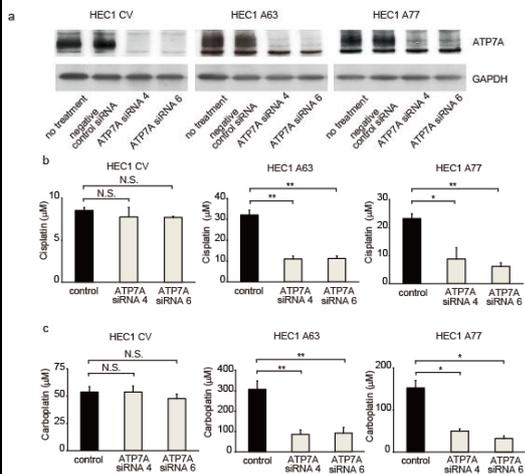 a
HEC1 CV
HEC1 A63
HEC1 A77
ATP7A
GAPDH
no treatment
negative
control siRNA
ATP7A siRNA 4
ATP7A siRNA 6
no treatment
negative
control siRNA
ATP7A siRNA 4
ATP7A siRNA 6
no treatment
negative
control siRNA
ATP7A siRNA 4
ATP7A siRNA 6
b
HEC1 CV
N.S.
N.S.
Cisplatin (μM)
10
5
0
control
ATP7A
siRNA 4
ATP7A
siRNA 6
HEC1 A63
**
**
Cisplatin (μM)
40
30
20
10
0
control
ATP7A
siRNA 4
ATP7A
siRNA 6
HEC1 A77
**
*
Cisplatin (μM)
30
20
10
0
control
ATP7A
siRNA 4
ATP7A
siRNA 6
c
HEC1 CV
N.S.
N.S.
Carboplatin (μM)
75
50
25
0
control
ATP7A
siRNA 4
ATP7A
siRNA 6
HEC1 A63
**
**
Carboplatin (μM)
400
300
200
100
0
control
ATP7A
siRNA 4
ATP7A
siRNA 6
HEC1 A77
*
*
Carboplatin (μM)
200
100
0
control
ATP7A
siRNA 4
ATP7A
siRNA 6